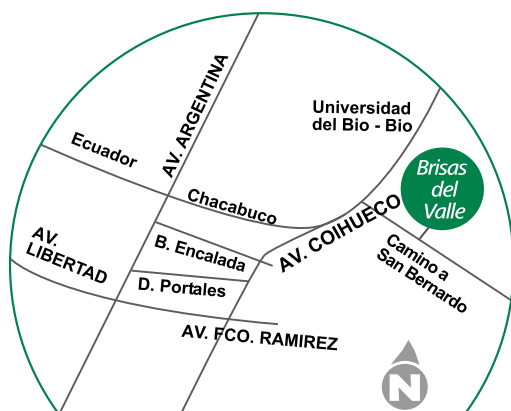 AV. ARGENTINA
Universidad
del Bio - Bio
Ecuador
Brisas
del
Valle
Chacabuco
AV. COIHUECO
AV.
LIBERTAD
B. Encalada
Camino a
San Bernardo
D. Portales
AV. FCO. RAMIREZ
N